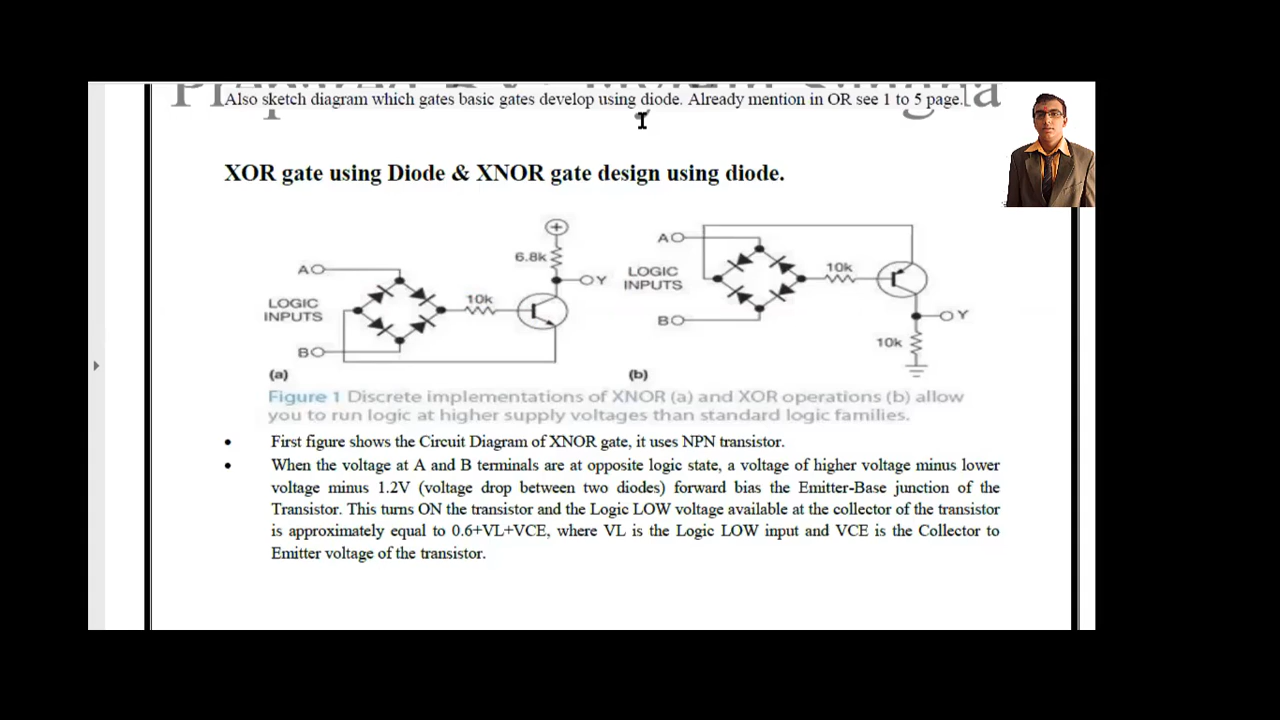 Also sketch diagram which gates basic gates develop using diode. Already mention in OR see 1 to 5 page.
XOR gate using Diode & XNOR gate design using diode.
6.8k
AO
OY
LOGIC
INPUTS
10k
BO
(a)
AO
LOGIC
INPUTS
10k
BO
OY
10k
(b)
Figure 1 Discrete implementations of XNOR (a) and XOR operations (b) allow
you to run logic at higher supply voltages than standard logic families.
• First figure shows the Circuit Diagram of XNOR gate, it uses NPN transistor.
• When the voltage at A and B terminals are at opposite logic state, a voltage of higher voltage minus lower
voltage minus 1.2V (voltage drop between two diodes) forward bias the Emitter-Base junction of the
Transistor. This turns ON the transistor and the Logic LOW voltage available at the collector of the transistor
is approximately equal to 0.6+VL+VCE, where VL is the Logic LOW input and VCE is the Collector to
Emitter voltage of the transistor.